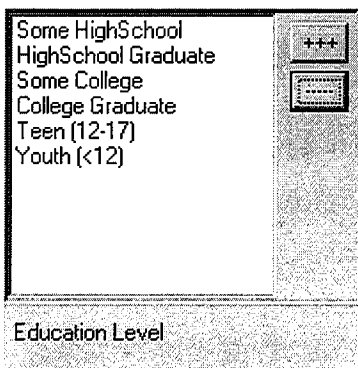 Some HighSchool
HighSchool Graduate
Some College
College Graduate
Teen (12-17)
Youth (<12)
+++
----
Education Level